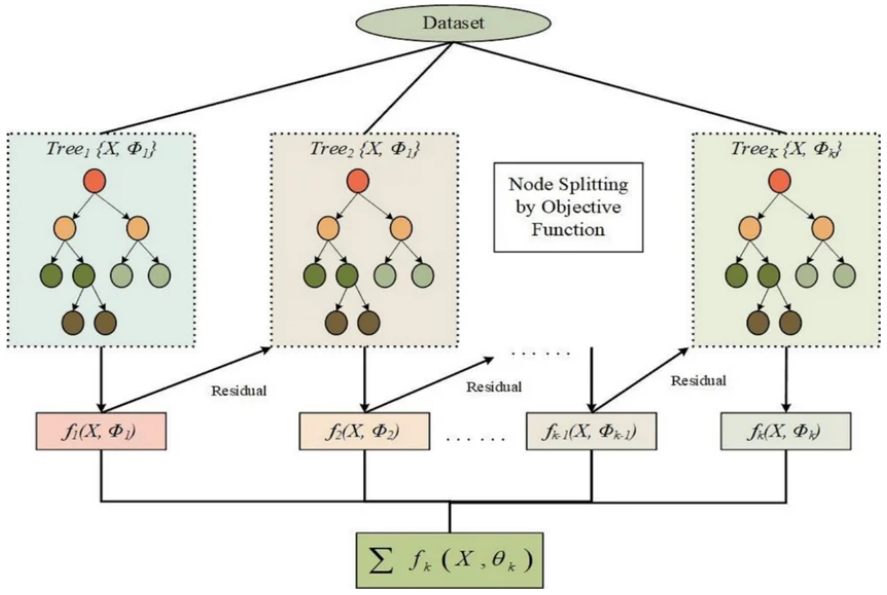 Dataset
Tree₁ {X, Φ₁}
Tree₂ {X, Φ₁}
Tree_K {X, Φ_k}
Node Splitting
by Objective
Function
. . . . . .
Residual
Residual
Residual
f₁(X, Φ₁)
f₂(X, Φ₂)
. . . . . .
f_{k-1}(X, Φ_{k-1})
f_k(X, Φ_k)
∑ f_k (X, θ_k)